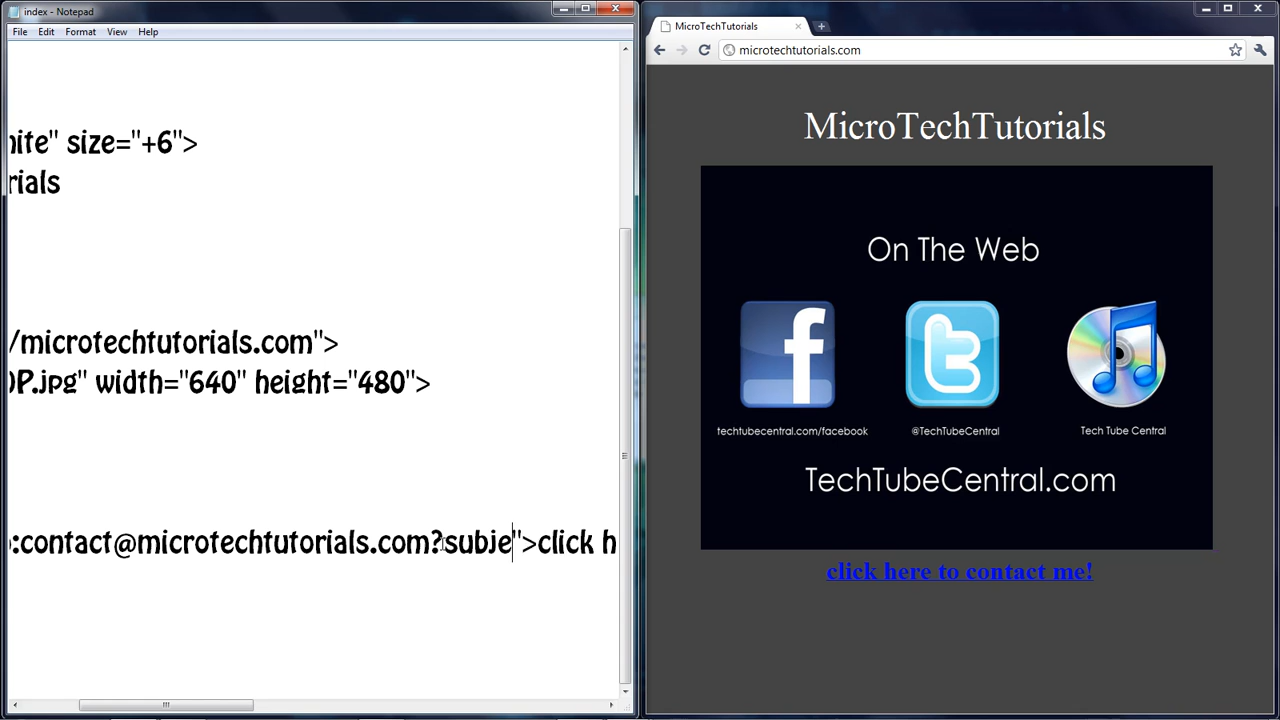 index - Notepad
File Edit Format View Help
hite" size="+6">
rials
/microtechtutorials.com">
0P.jpg" width="640" height="480">
o:contact@microtechtutorials.com?subje">click h
MicroTechTutorials
microtechtutorials.com
MicroTechTutorials
On The Web
techtubecentral.com/facebook
@TechTubeCentral
Tech Tube Central
TechTubeCentral.com
click here to contact me!